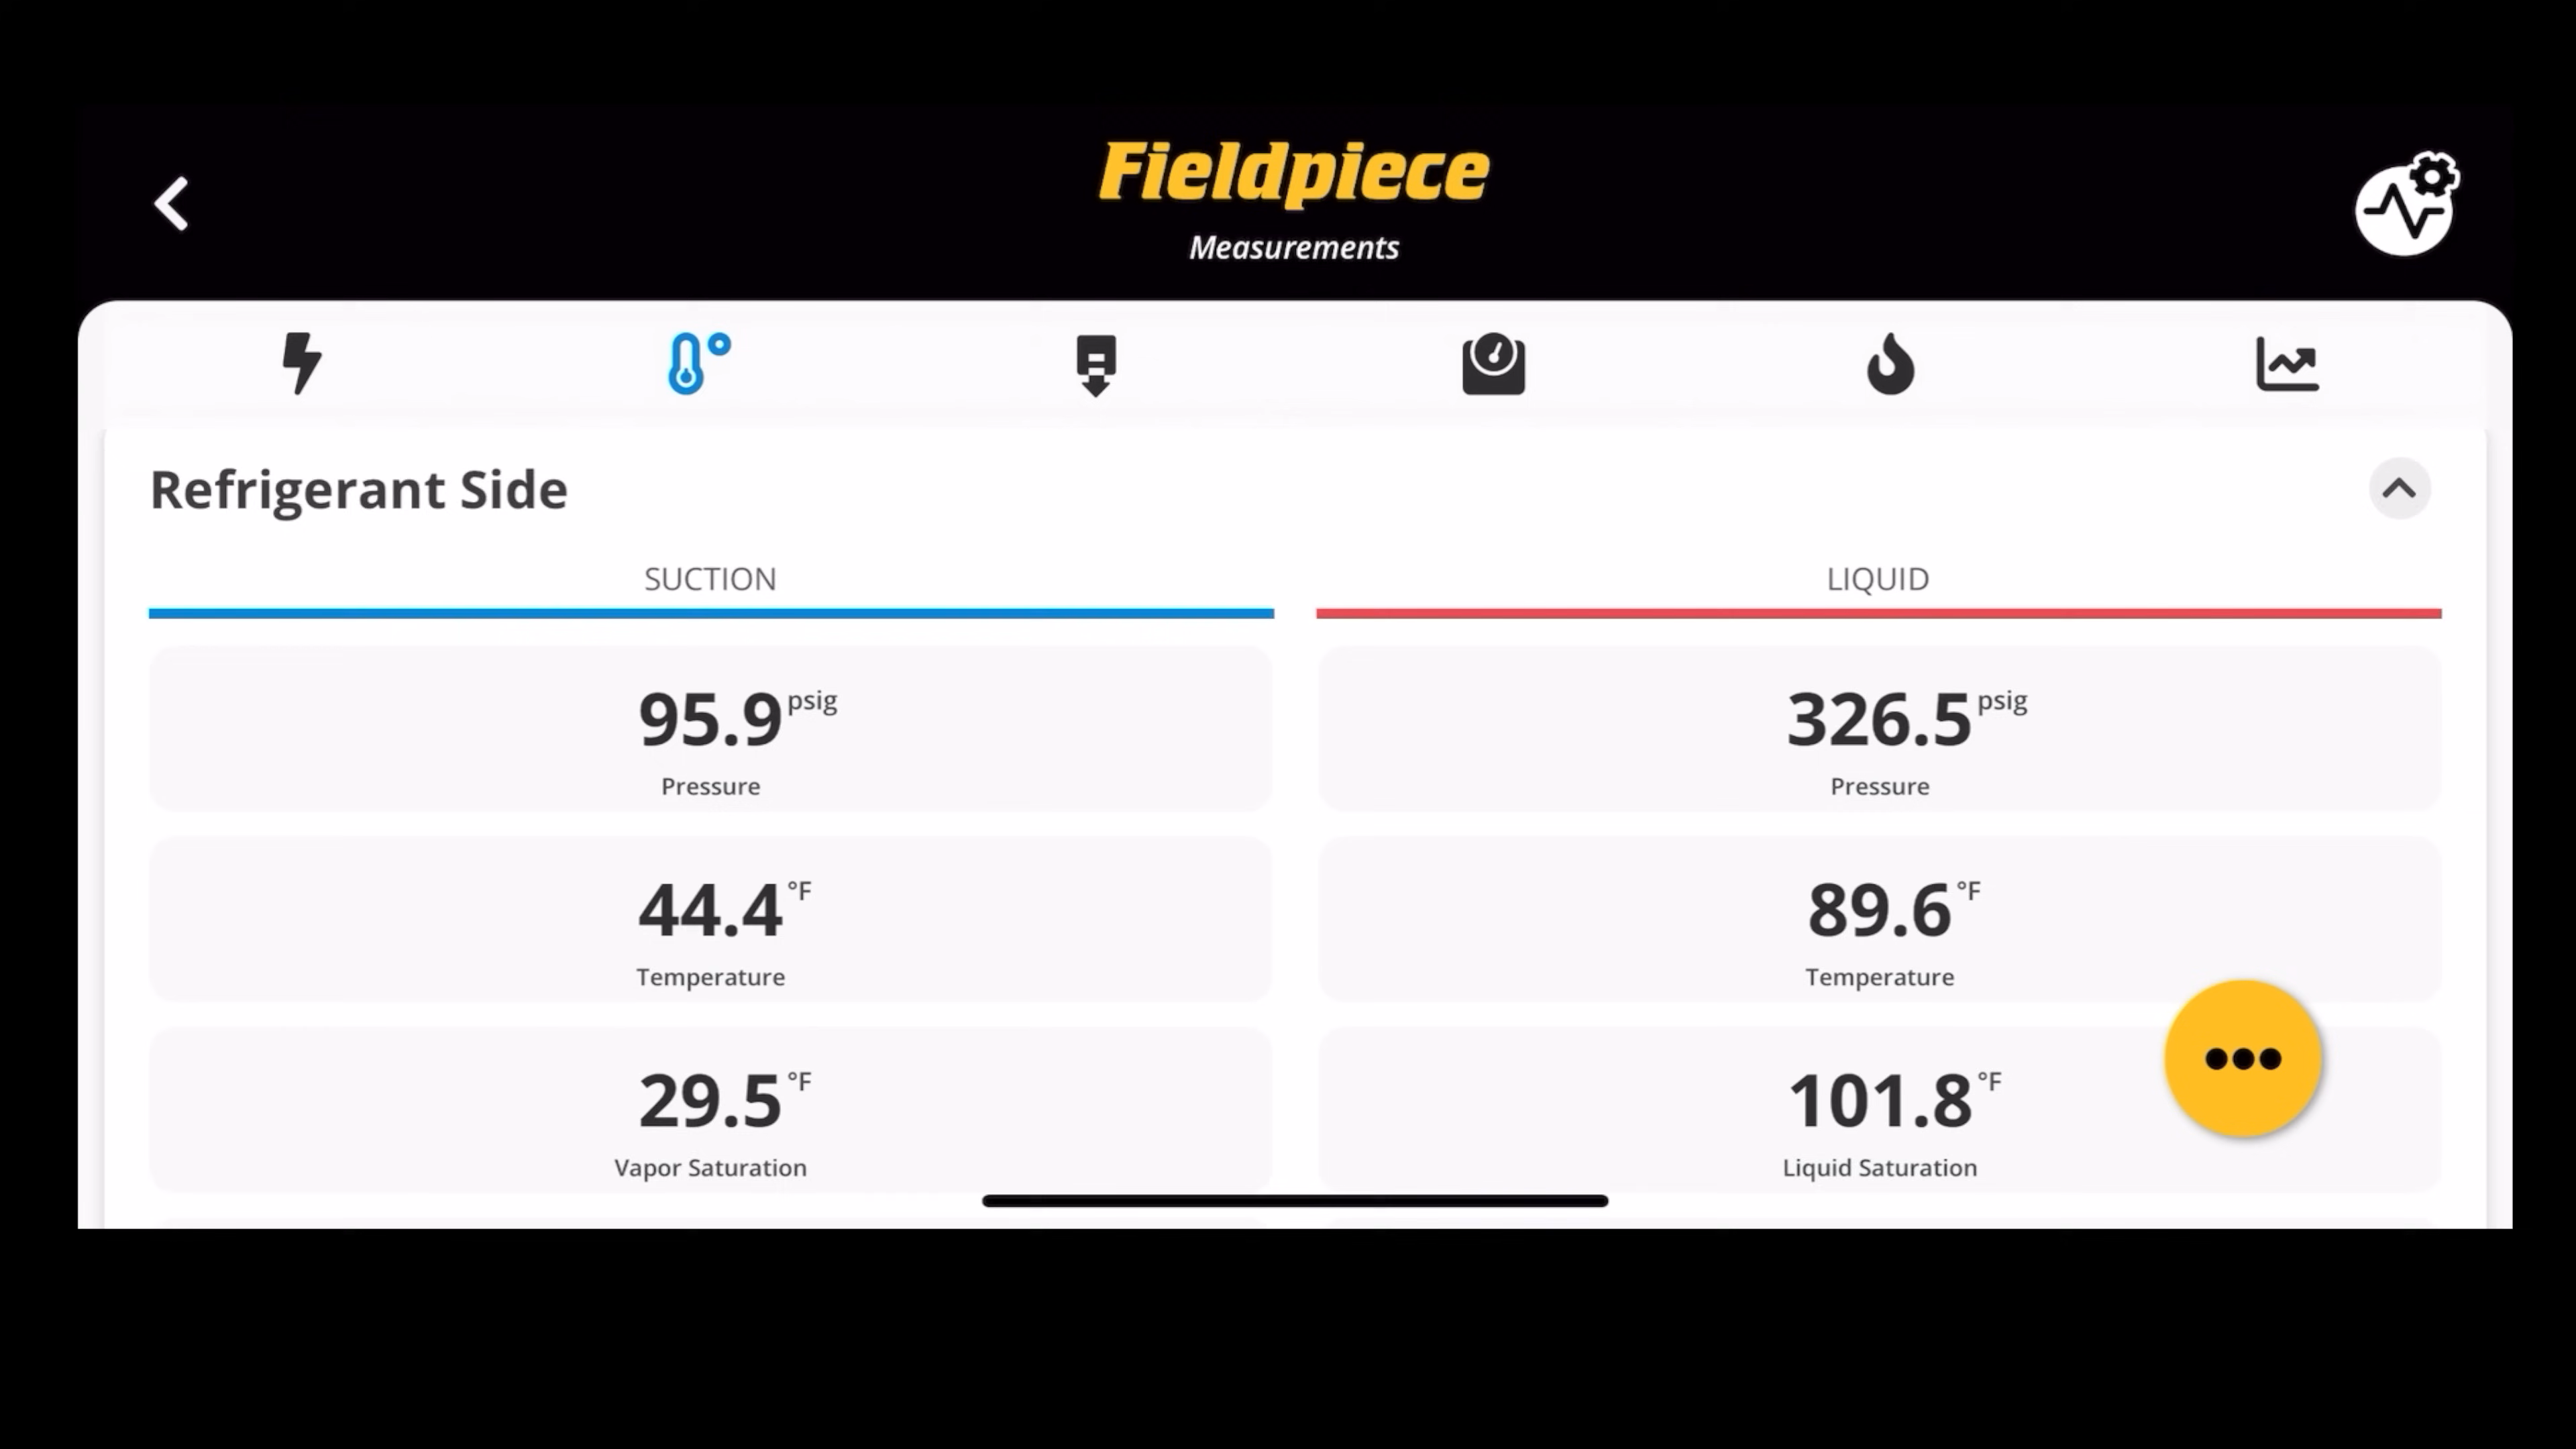 Fieldpiece
Measurements
Refrigerant Side
SUCTION
LIQUID
95.9 psig
Pressure
326.5 psig
Pressure
44.4 °F
Temperature
89.6 °F
Temperature
29.5 °F
Vapor Saturation
101.8 °F
Liquid Saturation